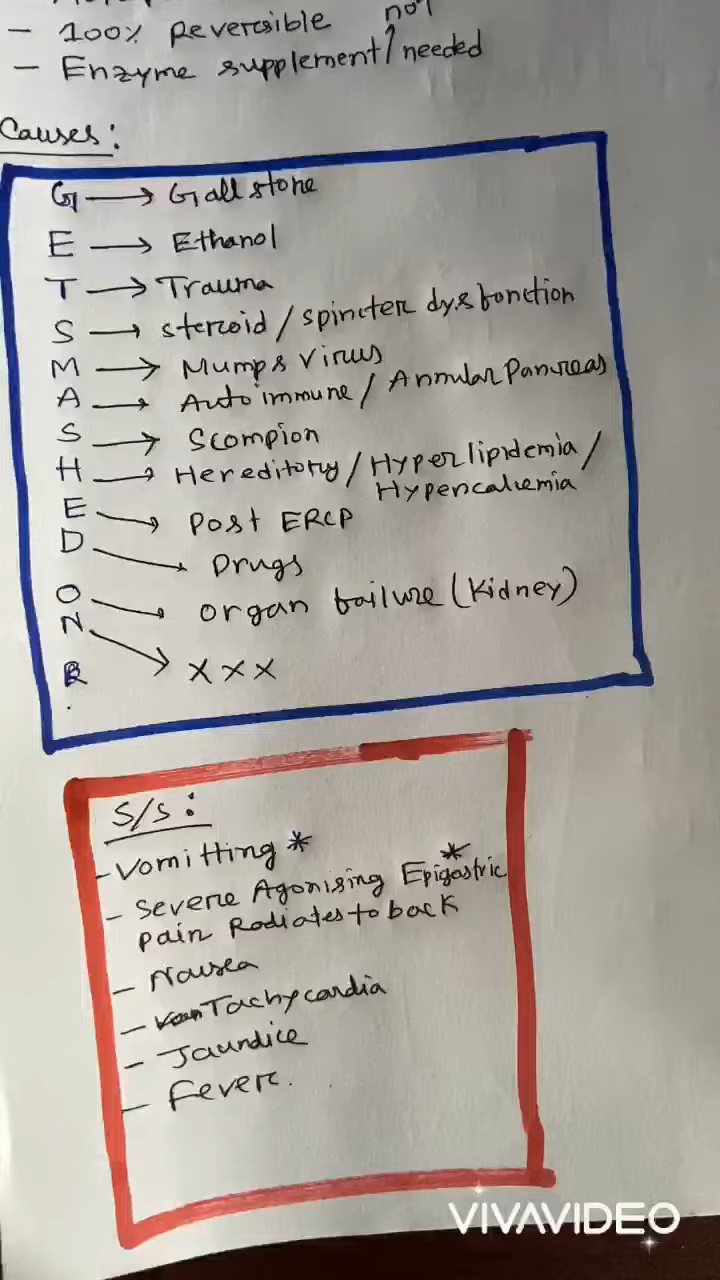 - 100% Reversible
not
- Enzyme supplement/needed
Causes:
G → Gall stone
E → Ethanol
T → Trauma
S → steroid / spincter dysfonction
M → Mumps virus
A → Auto immune / Annular Pancreas
S → Scorpion
H → Hereditory / Hyperlipidemia /
Hypercalcemia
E → Post ERCP
D → Drugs
O → organ failure (Kidney)
N → X X X
S/S:
- Vomitting *
- Severe Agonising Epigastric *
pain Radiates to back
- Nausea
- Tachycardia
- Jaundice
- Fever.
VIVAVIDEO